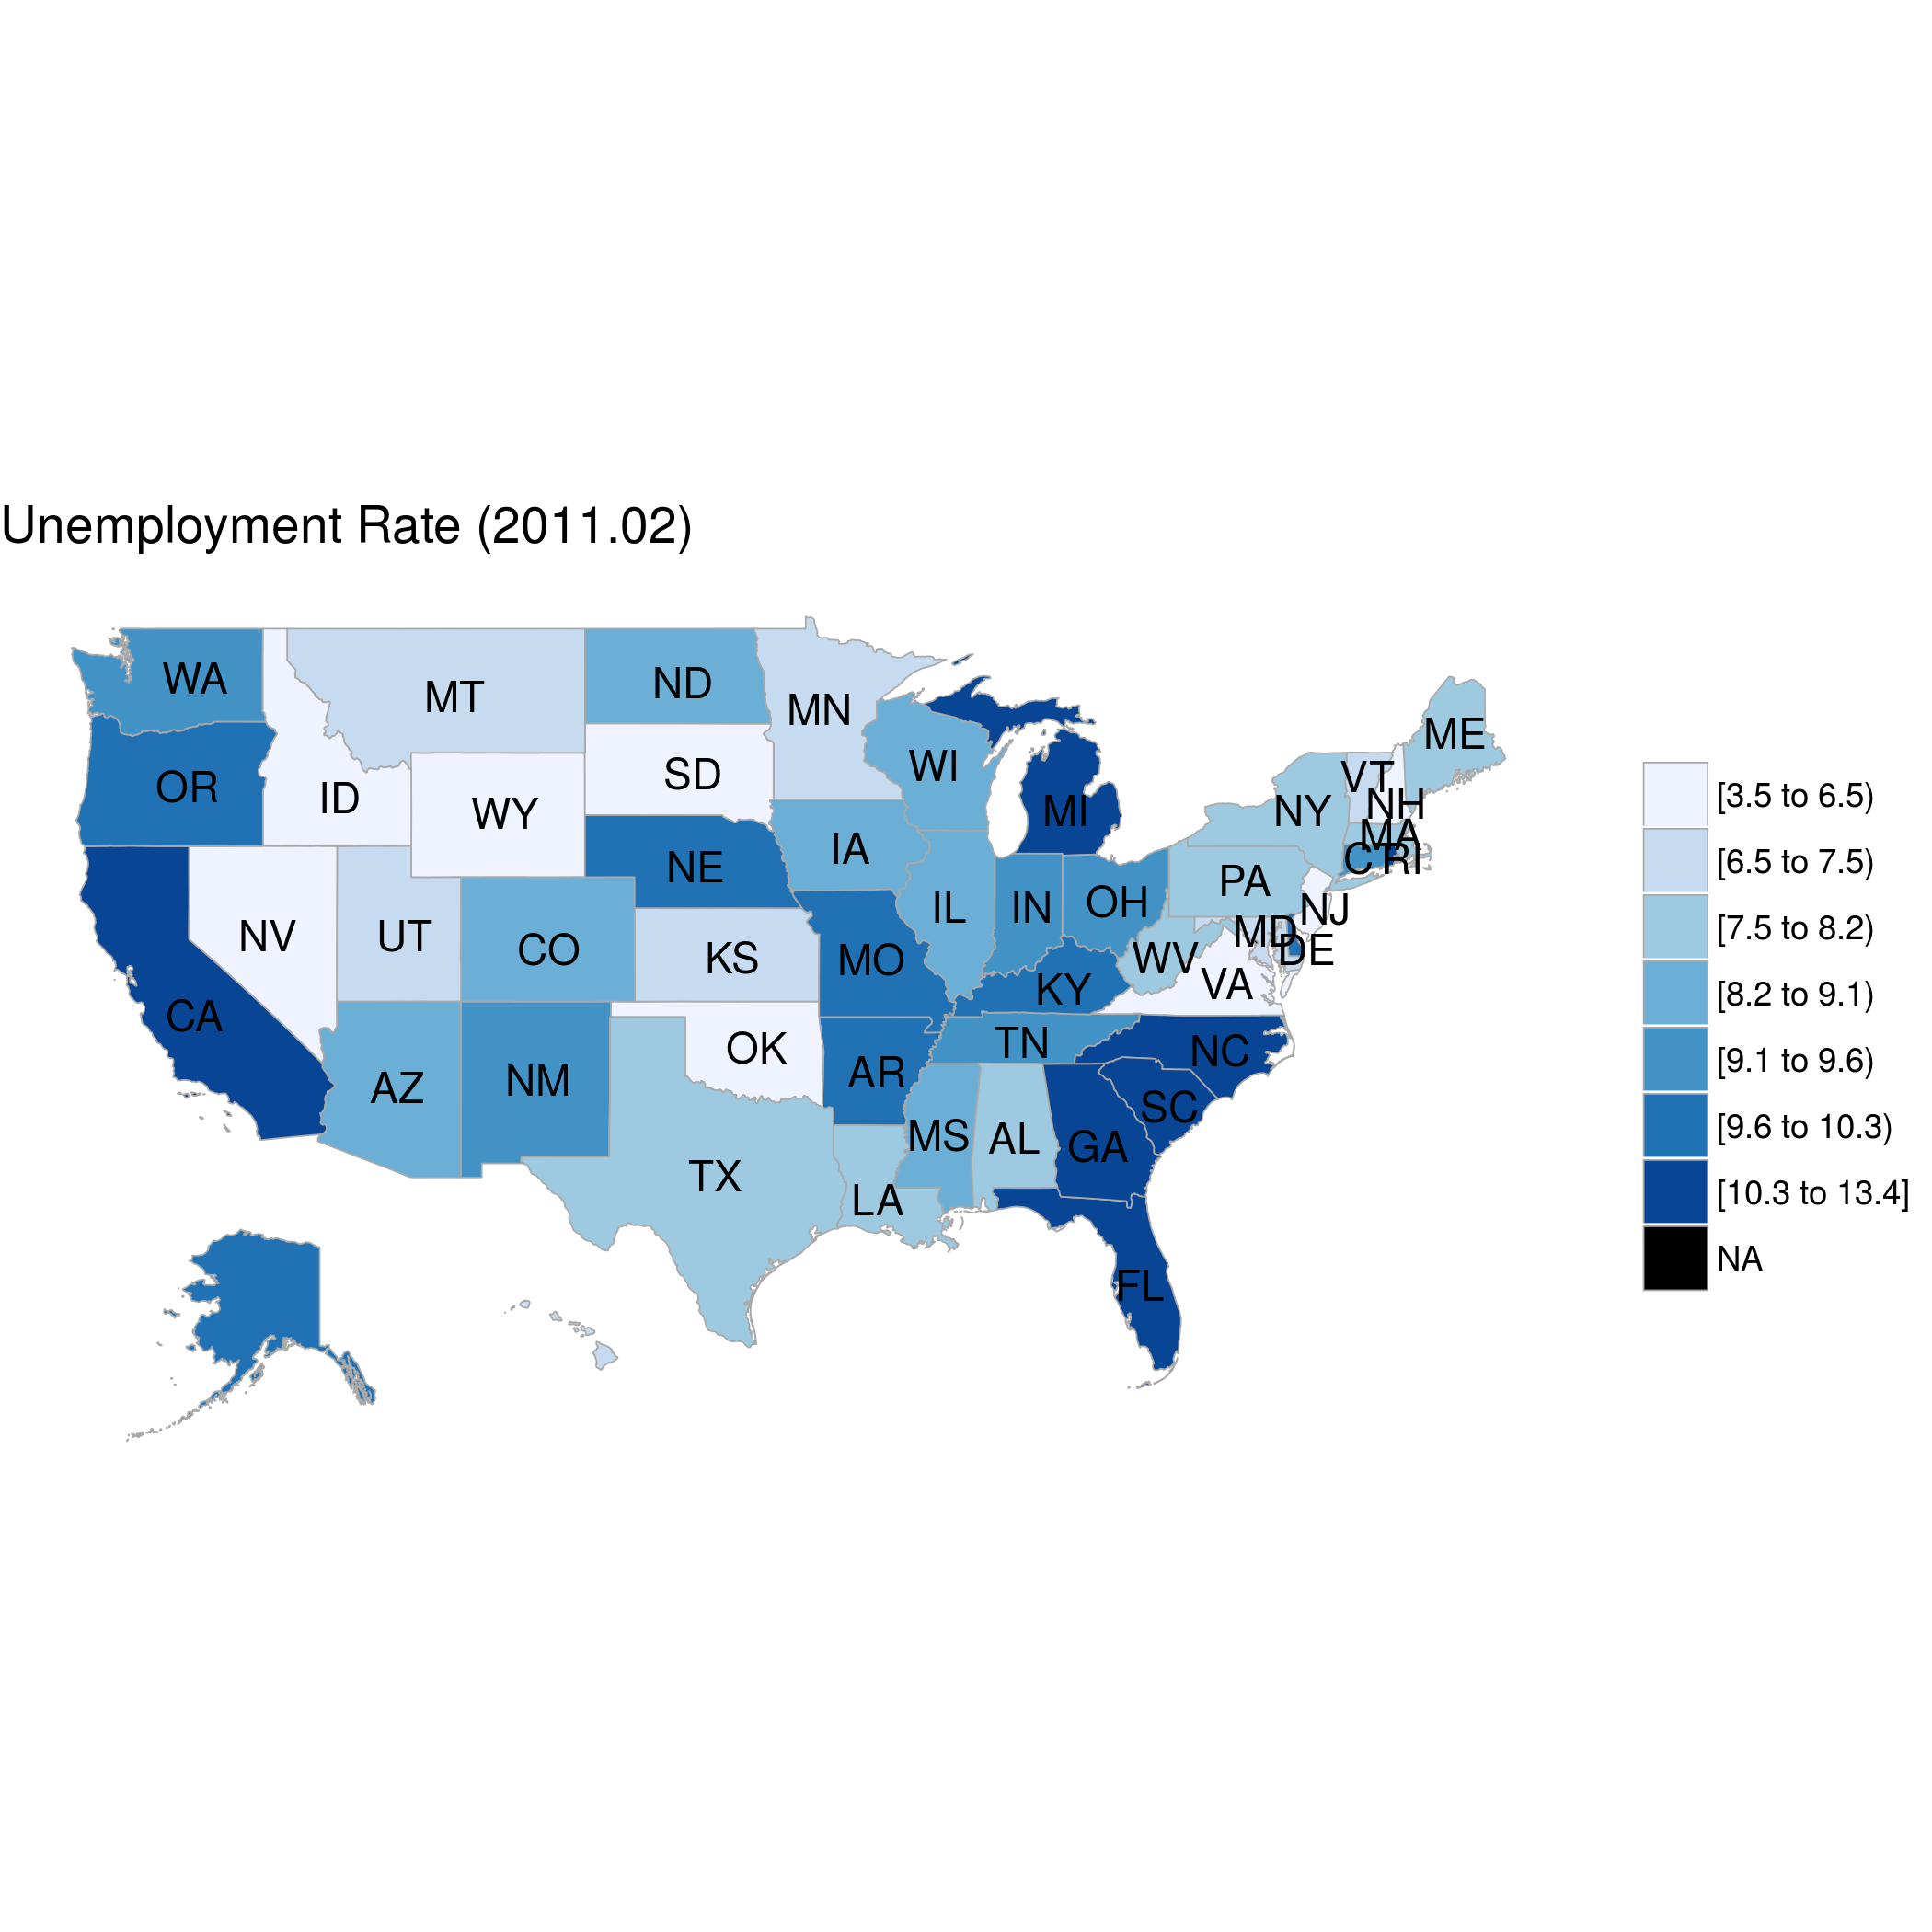 Unemployment Rate (2011.02)
WA
MT
ND
MN
ME
OR
ID
WY
SD
WI
MI
NY
VT
NH
MA
CT
RI
NE
IA
PA
NV
UT
CO
KS
MO
IL
IN
OH
WV
MD
NJ
DE
VA
KY
CA
AZ
NM
OK
AR
TN
NC
SC
TX
LA
MS
AL
GA
FL
[3.5 to 6.5)
[6.5 to 7.5)
[7.5 to 8.2)
[8.2 to 9.1)
[9.1 to 9.6)
[9.6 to 10.3)
[10.3 to 13.4]
NA